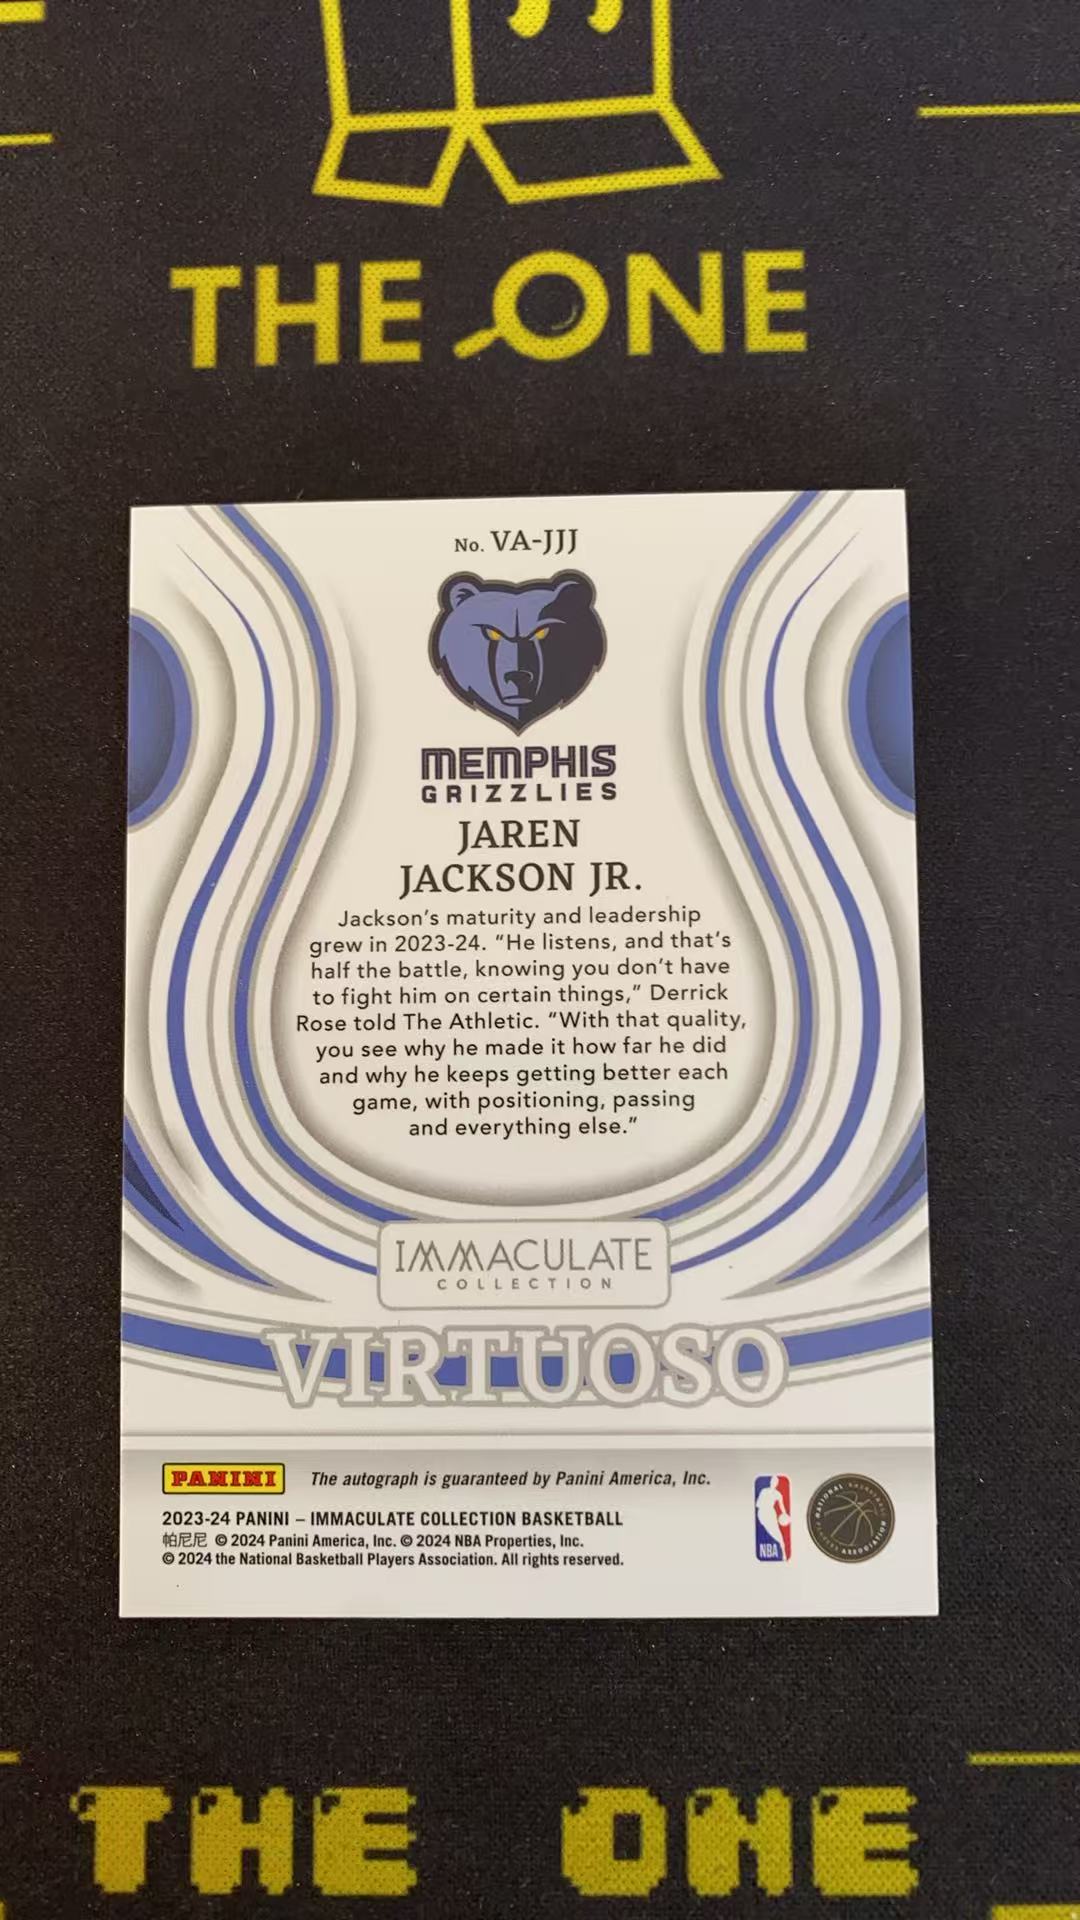 THE ONE
No. VA-JJJ
MEMPHIS
GRIZZLIES
JAREN
JACKSON JR.
Jackson’s maturity and leadership
grew in 2023-24. “He listens, and that’s
half the battle, knowing you don’t have
to fight him on certain things,” Derrick
Rose told The Athletic. “With that quality,
you see why he made it how far he did
and why he keeps getting better each
game, with positioning, passing
and everything else.”
IMMACULATE
COLLECTION
VIRTUOSO
PANINI The autograph is guaranteed by Panini America, Inc.
2023-24 PANINI – IMMACULATE COLLECTION BASKETBALL
帕尼尼 © 2024 Panini America, Inc. © 2024 NBA Properties, Inc.
© 2024 the National Basketball Players Association. All rights reserved.
NBA
NATIONAL BASKETBALL PLAYERS ASSOCIATION
THE ONE